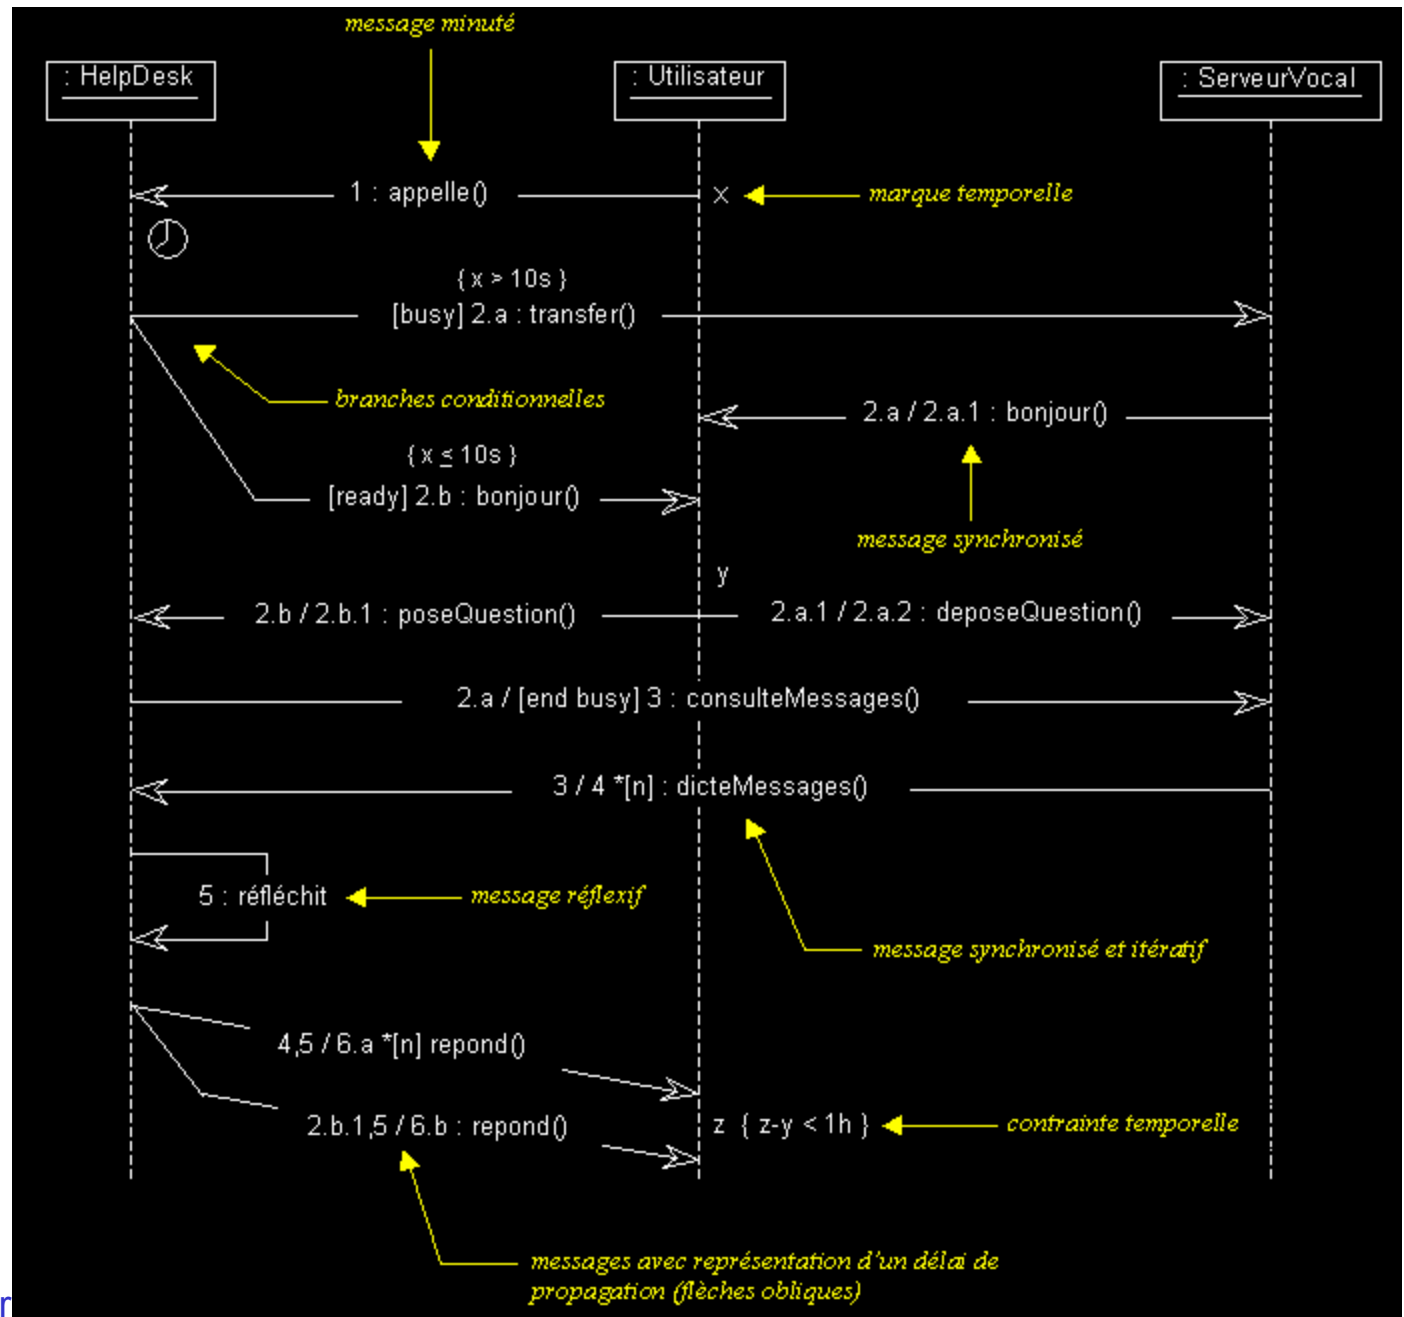 message minuté
: HelpDesk
: Utilisateur
: ServeurVocal
1 : appelle()
x
marque temporelle
{ x > 10s }
[busy] 2.a : transfer()
branches conditionnelles
2.a / 2.a.1 : bonjour()
{ x ≤ 10s }
[ready] 2.b : bonjour()
message synchronisé
y
2.b / 2.b.1 : poseQuestion()
2.a.1 / 2.a.2 : deposeQuestion()
2.a / [end busy] 3 : consulteMessages()
3 / 4 *[n] : dicteMessages()
5 : réfléchit
message réflexif
message synchronisé et itératif
4,5 / 6.a *[n] repond()
2.b.1,5 / 6.b : repond()
z { z-y < 1h }
contrainte temporelle
messages avec représentation d'un délai de
propagation (flèches obliques)
r